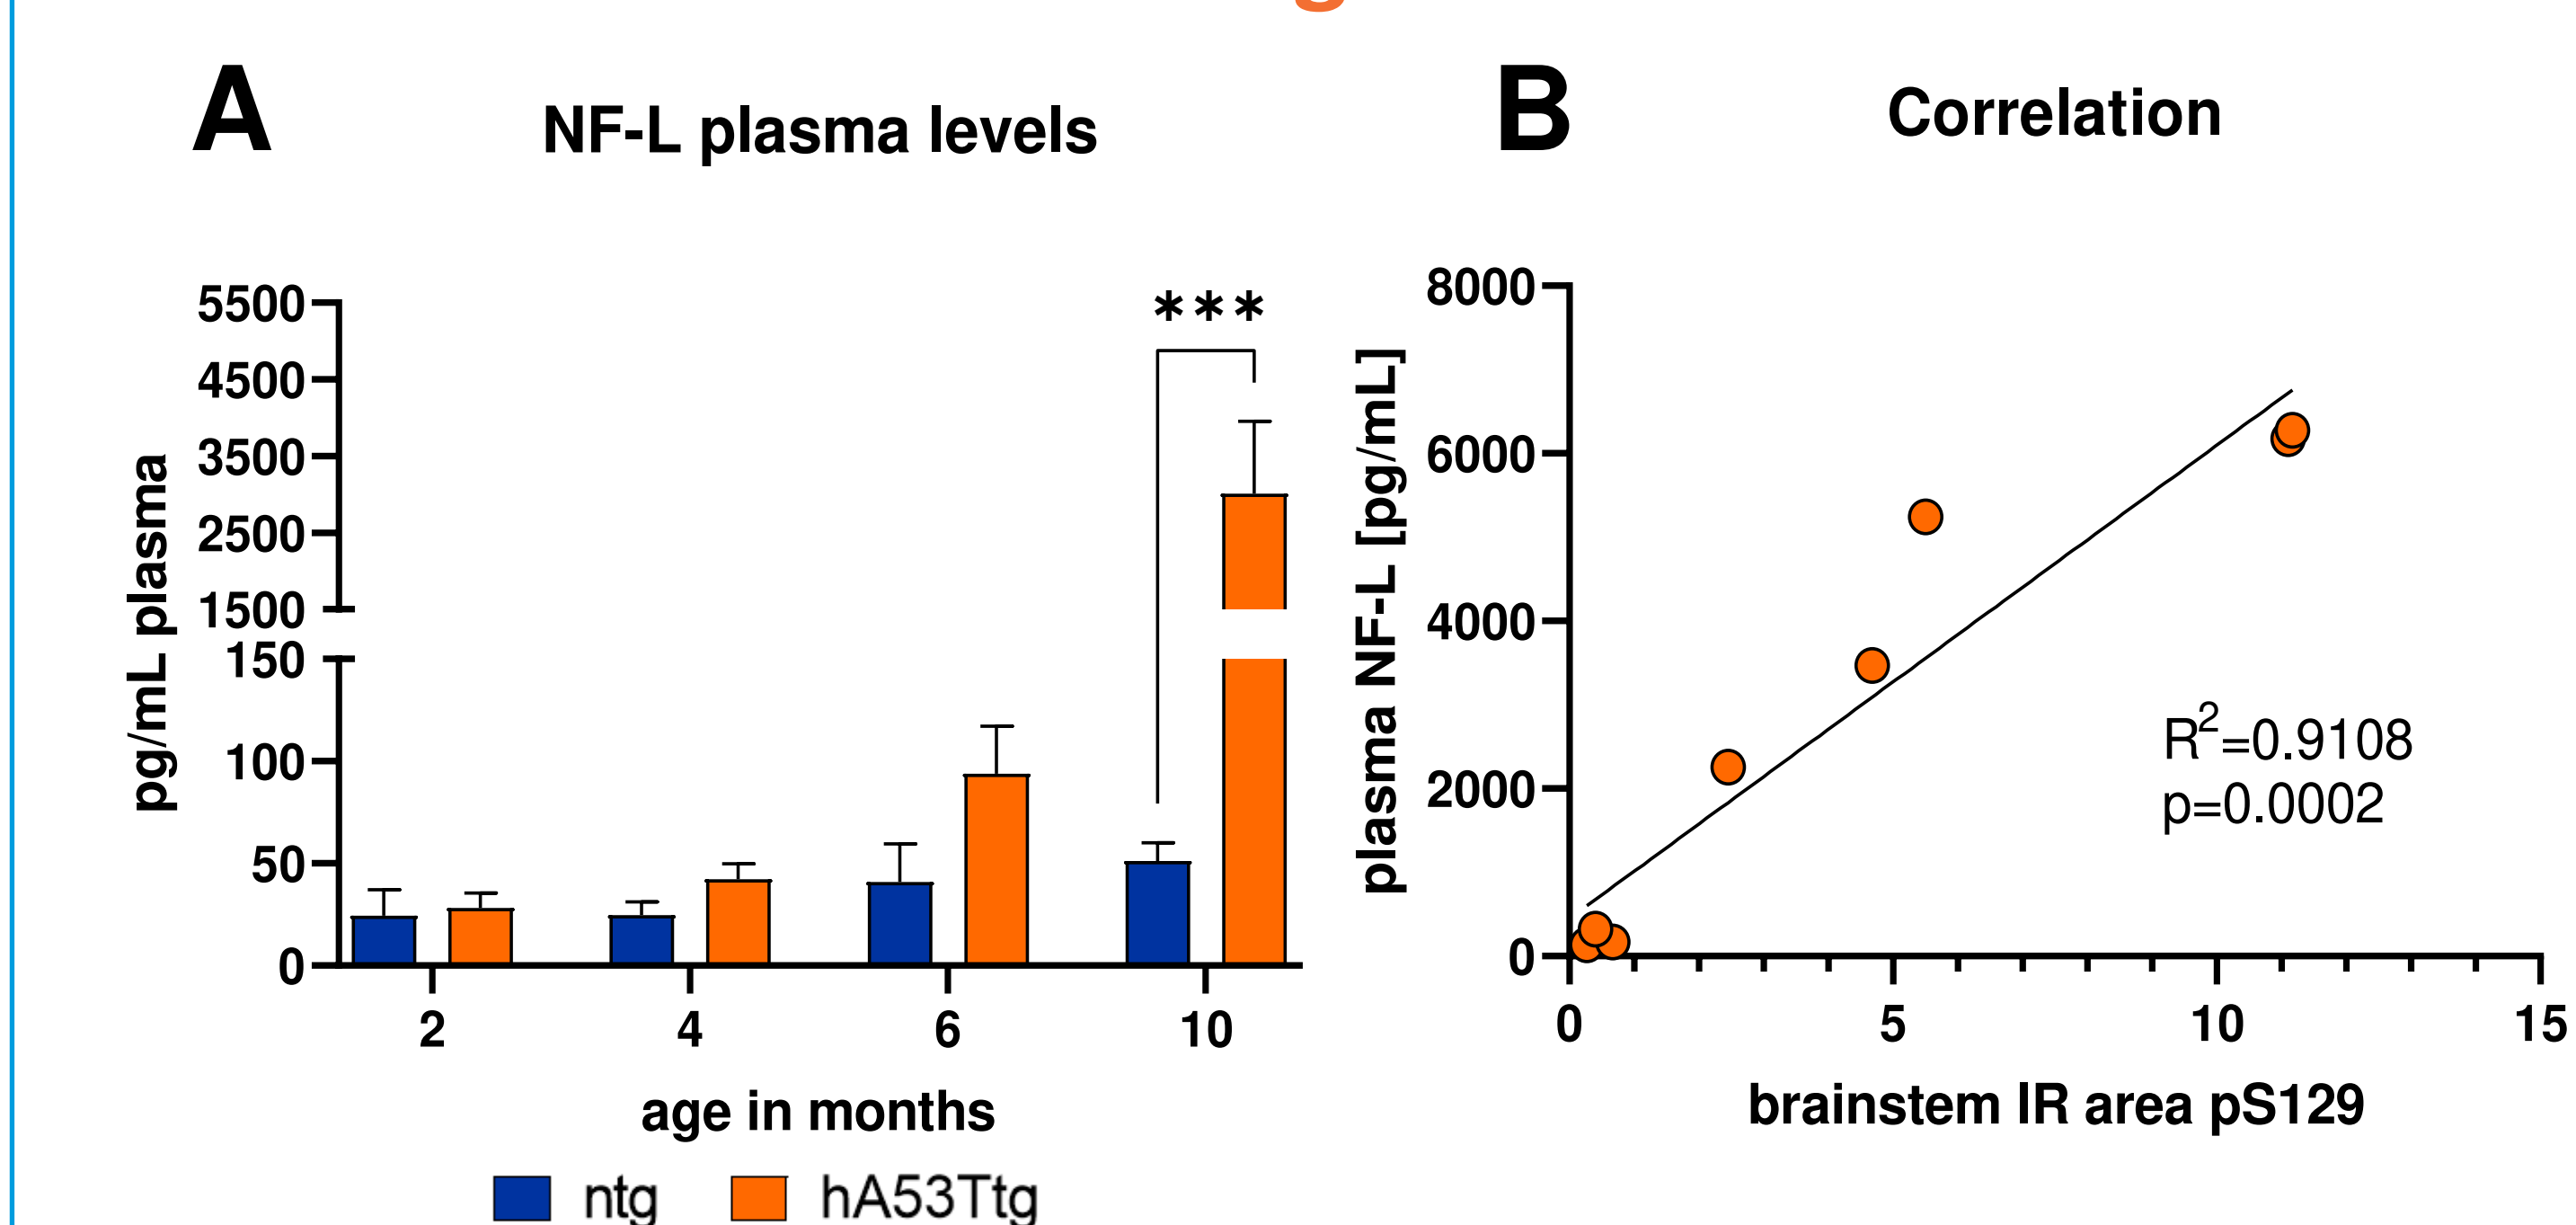 A
NF-L plasma levels
pg/mL plasma
5500
4500
3500
2500
1500
150
100
50
0
***
2 4 6 10
age in months
ntg hA53Ttg
B
Correlation
plasma NF-L [pg/mL]
8000
6000
4000
2000
0
R²=0.9108
p=0.0002
0 5 10 15
brainstem IR area pS129